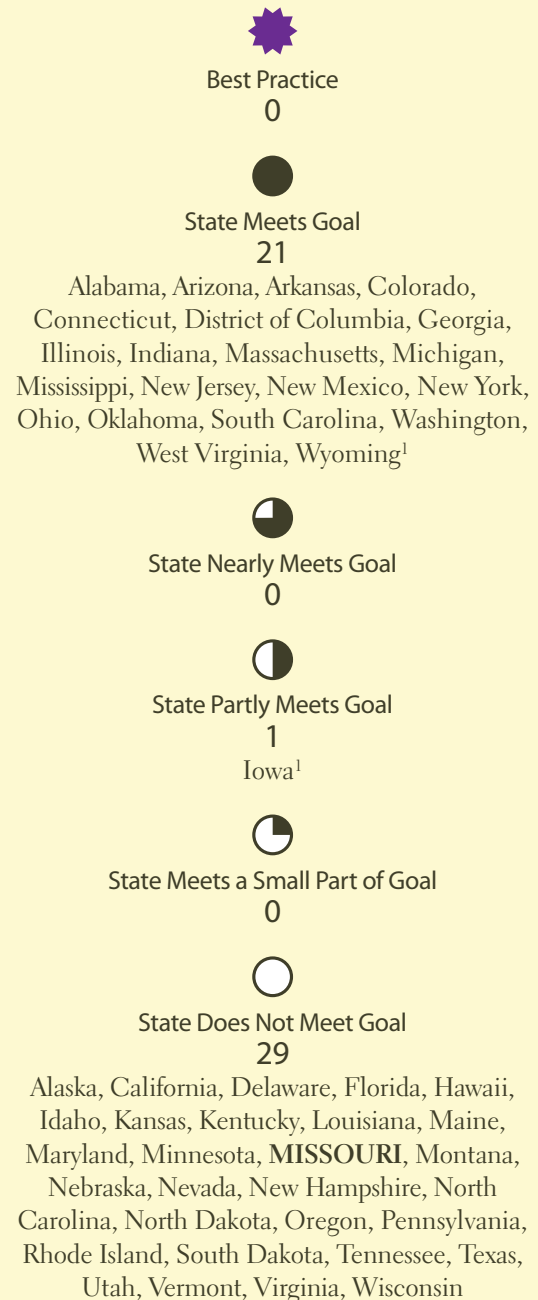 Best Practice
0
State Meets Goal
21
Alabama, Arizona, Arkansas, Colorado,
Connecticut, District of Columbia, Georgia,
Illinois, Indiana, Massachusetts, Michigan,
Mississippi, New Jersey, New Mexico, New York,
Ohio, Oklahoma, South Carolina, Washington,
West Virginia, Wyoming¹
State Nearly Meets Goal
0
State Partly Meets Goal
1
Iowa¹
State Meets a Small Part of Goal
0
State Does Not Meet Goal
29
Alaska, California, Delaware, Florida, Hawaii,
Idaho, Kansas, Kentucky, Louisiana, Maine,
Maryland, Minnesota, MISSOURI, Montana,
Nebraska, Nevada, New Hampshire, North
Carolina, North Dakota, Oregon, Pennsylvania,
Rhode Island, South Dakota, Tennessee, Texas,
Utah, Vermont, Virginia, Wisconsin